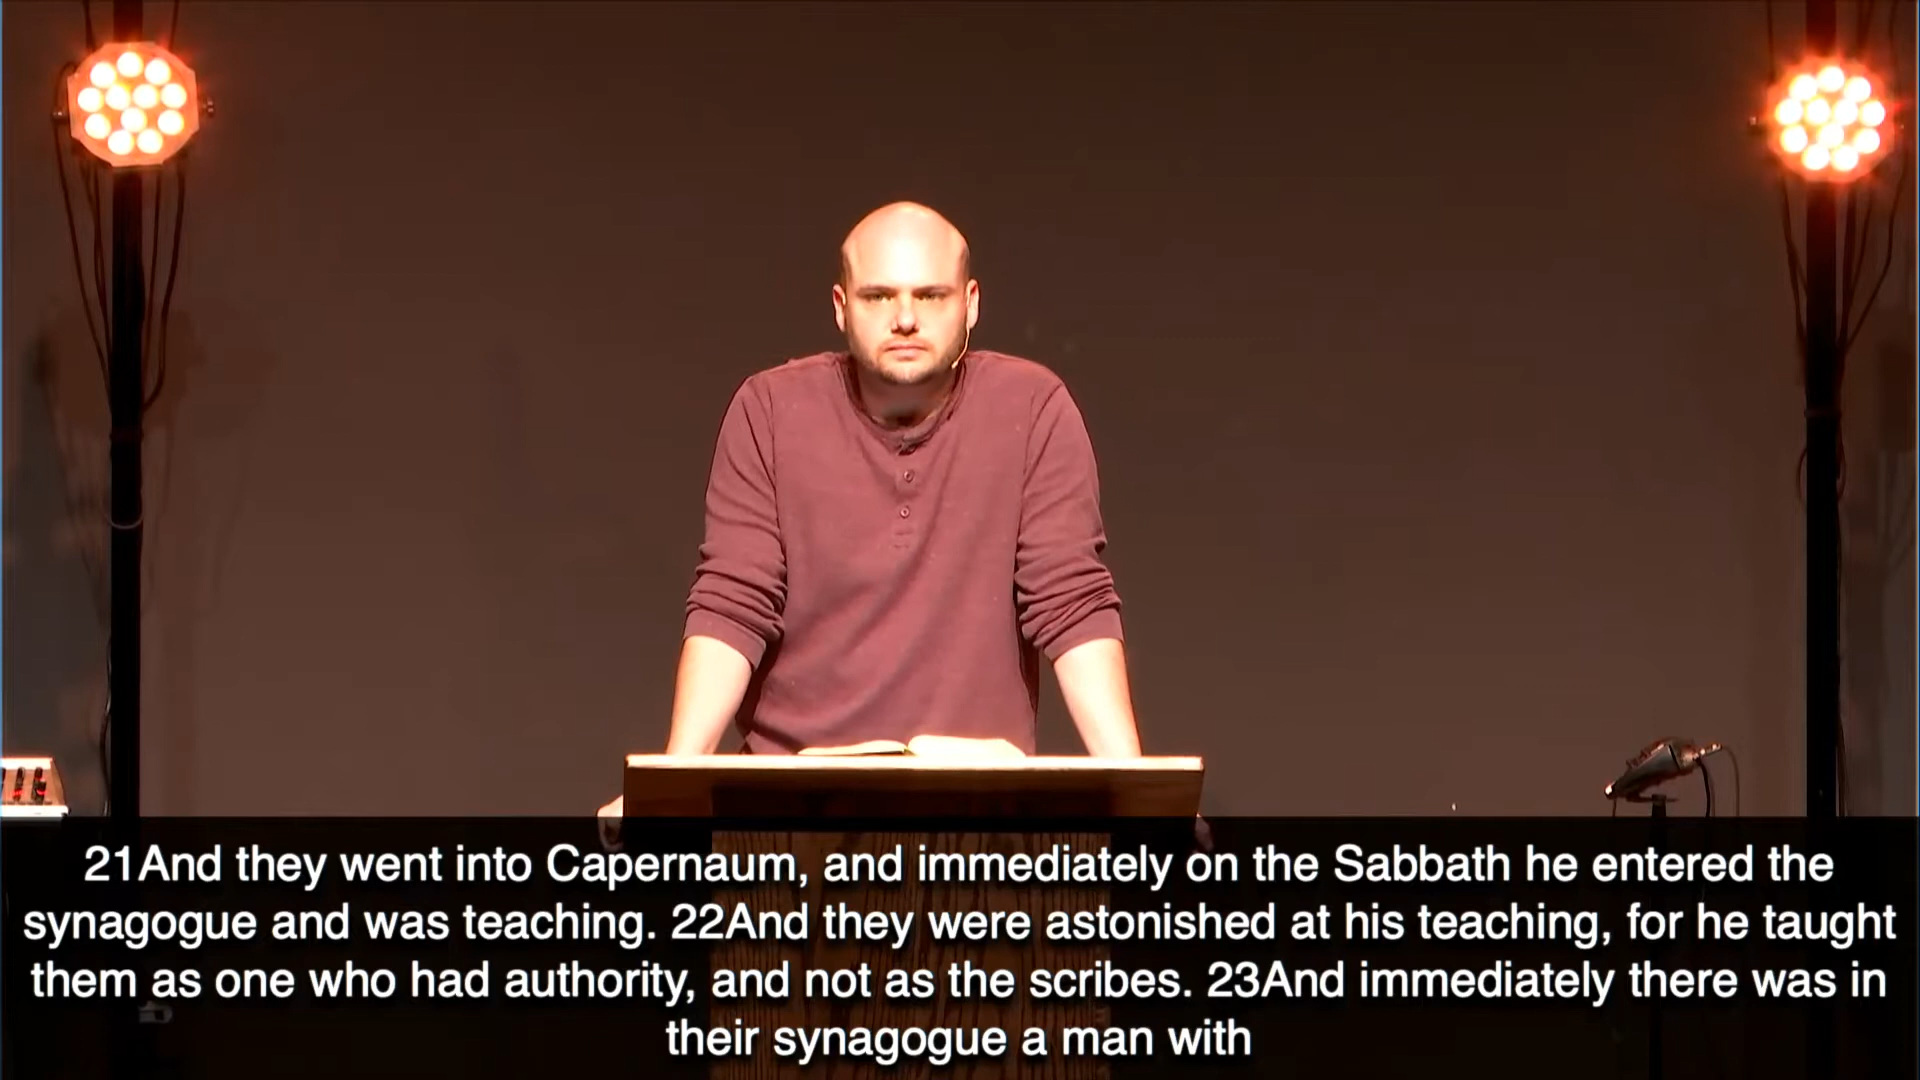 21And they went into Capernaum, and immediately on the Sabbath he entered the
synagogue and was teaching. 22And they were astonished at his teaching, for he taught
them as one who had authority, and not as the scribes. 23And immediately there was in
their synagogue a man with